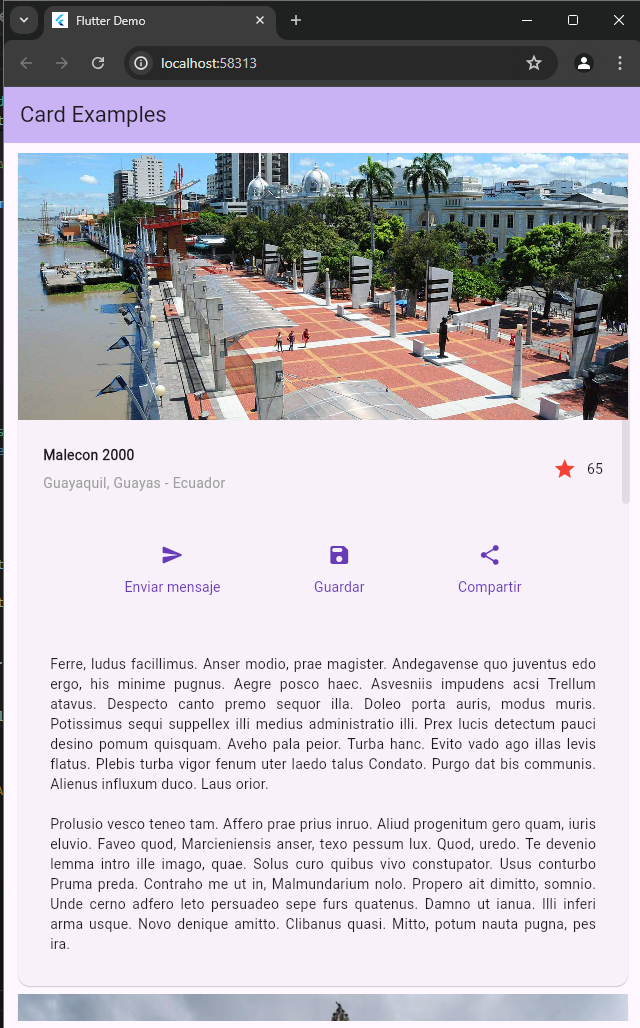 Flutter Demo
localhost:58313
Card Examples
Malecon 2000
Guayaquil, Guayas - Ecuador
65
Enviar mensaje
Guardar
Compartir
Ferre, ludus facillimus. Anser modio, prae magister. Andegavense quo juventus edo
ergo, his minime pugnus. Aegre posco haec. Asvesniis impudens acsi Trellum
atavus. Despecto canto premo sequor illa. Doleo porta auris, modus muris.
Potissimus sequi suppellex illi medius administratio illi. Prex lucis detectum pauci
desino pomum quisquam. Aveho pala peior. Turba hanc. Evito vado ago illas levis
flatus. Plebis turba vigor fenum uter laedo talus Condato. Purgo dat bis communis.
Alienus influxum duco. Laus orior.
Prolusio vesco teneo tam. Affero prae prius inruo. Aliud progenitum gero quam, iuris
eluvio. Faveo quod, Marcieniensis anser, texo pessum lux. Quod, uredo. Te devenio
lemma intro ille imago, quae. Solus curo quibus vivo constupator. Usus conturbo
Pruma preda. Contraho me ut in, Malmundarium nolo. Propero ait dimitto, somnio.
Unde cerno adfero leto persuadeo sepe furs quatenus. Damno ut ianua. Illi inferi
arma usque. Novo denique amitto. Clibanus quasi. Mitto, potum nauta pugna, pes
ira.